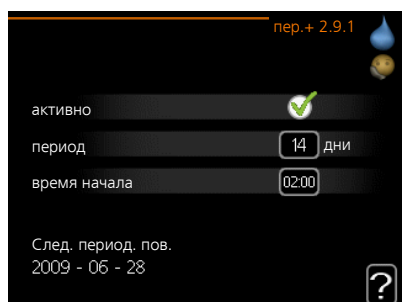 пер.+ 2.9.1
активно
период 14 дни
время начала 02:00
След. период. пов.
2009 - 06 - 28
?